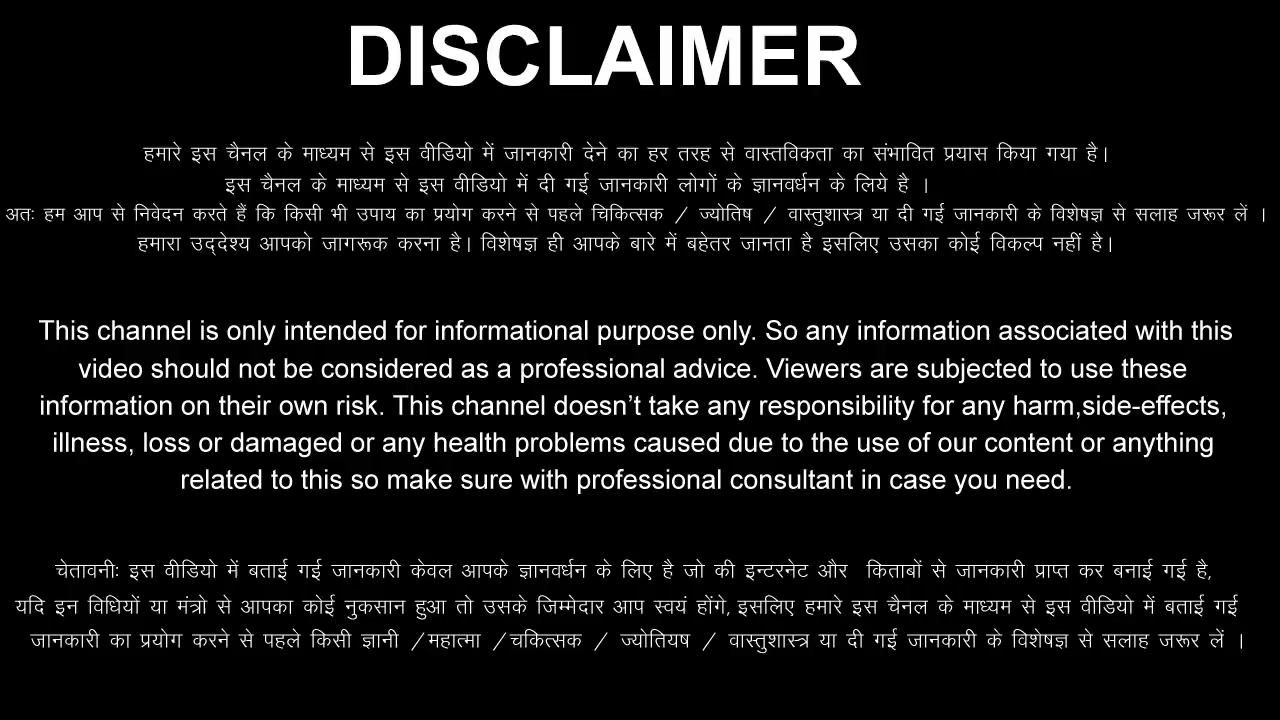 DISCLAIMER
हमारे इस चैनल के माध्यम से इस वीडियो में जानकारी देने का हर तरह से वास्तविकता का संभावित प्रयास किया गया है।
इस चैनल के माध्यम से इस वीडियो में दी गई जानकारी लोगों के ज्ञानवर्धन के लिये है ।
अतः हम आप से निवेदन करते हैं कि किसी भी उपाय का प्रयोग करने से पहले चिकित्सक / ज्योतिष / वास्तुशास्त्र या दी गई जानकारी के विशेषज्ञ से सलाह जरूर लें ।
हमारा उद्देश्य आपको जागरूक करना है। विशेषज्ञ ही आपके बारे में बहेतर जानता है इसलिए उसका कोई विकल्प नहीं है।
This channel is only intended for informational purpose only. So any information associated with this
video should not be considered as a professional advice. Viewers are subjected to use these
information on their own risk. This channel doesn’t take any responsibility for any harm,side-effects,
illness, loss or damaged or any health problems caused due to the use of our content or anything
related to this so make sure with professional consultant in case you need.
चेतावनीः इस वीडियो में बताई गई जानकारी केवल आपके ज्ञानवर्धन के लिए है जो की इन्टरनेट और किताबों से जानकारी प्राप्त कर बनाई गई है,
यदि इन विधियों या मंत्रो से आपका कोई नुकसान हुआ तो उसके जिम्मेदार आप स्वयं होंगे, इसलिए हमारे इस चैनल के माध्यम से इस वीडियो में बताई गई
जानकारी का प्रयोग करने से पहले किसी ज्ञानी /महात्मा /चकित्सक / ज्योतियष / वास्तुशास्त्र या दी गई जानकारी के विशेषज्ञ से सलाह जरूर लें ।